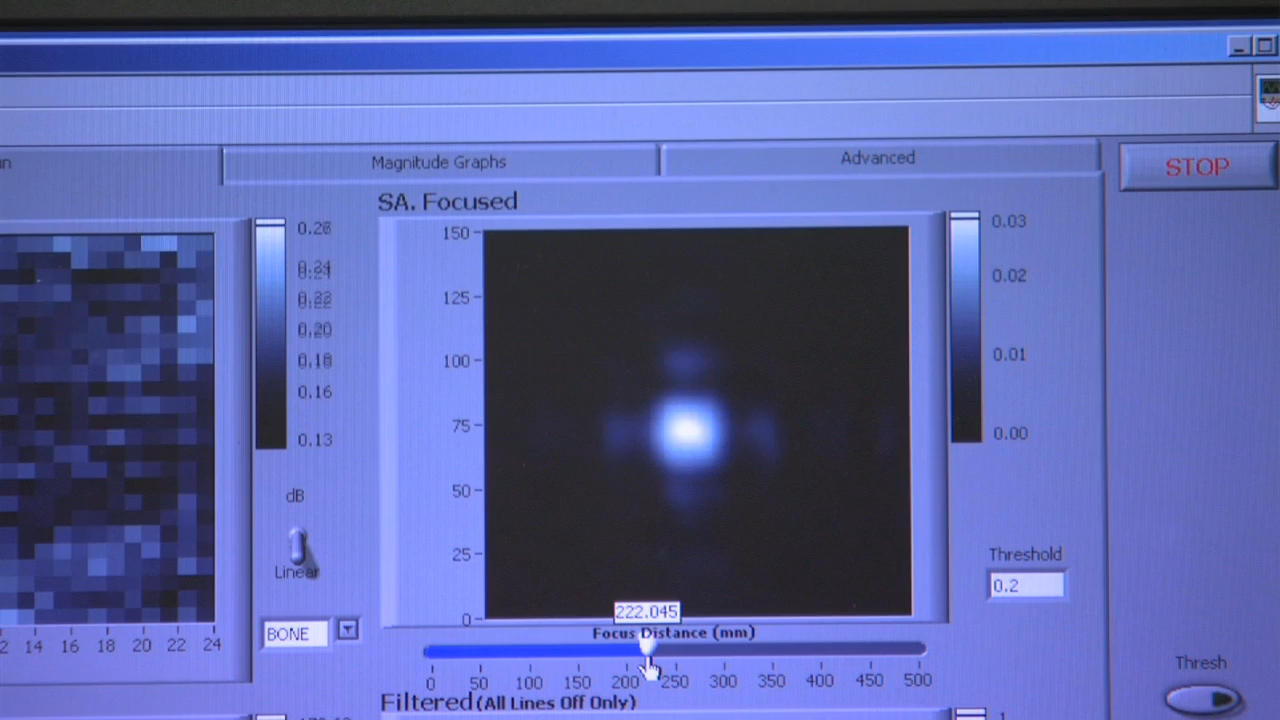 n
Magnitude Graphs
Advanced
STOP
SA. Focused
0.24
0.22
0.20
0.18
0.16
0.13
dB
Linear
BONE
12 14 16 18 20 22 24
150
125
100
75
50
25
0
0.03
0.02
0.01
0.00
Threshold
0.2
222.045
Focus Distance (mm)
0 50 100 150 200 250 300 350 400 450 500
Thresh
Filtered (All Lines Off Only)
1